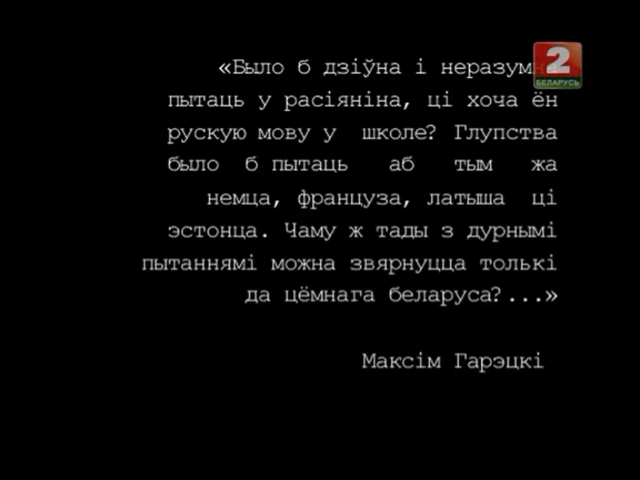 «Было б дзіўна і неразумна
пытаць у расіяніна, ці хоча ён
рускую мову у школе? Глупства
было б пытаць аб тым жа
немца, француза, латыша ці
эстонца. Чаму ж тады з дурнымі
пытаннямі можна звярнуцца толькі
да цёмнага беларуса?...»
Максім Гарэцкі
2
БЕЛАРУСЬ